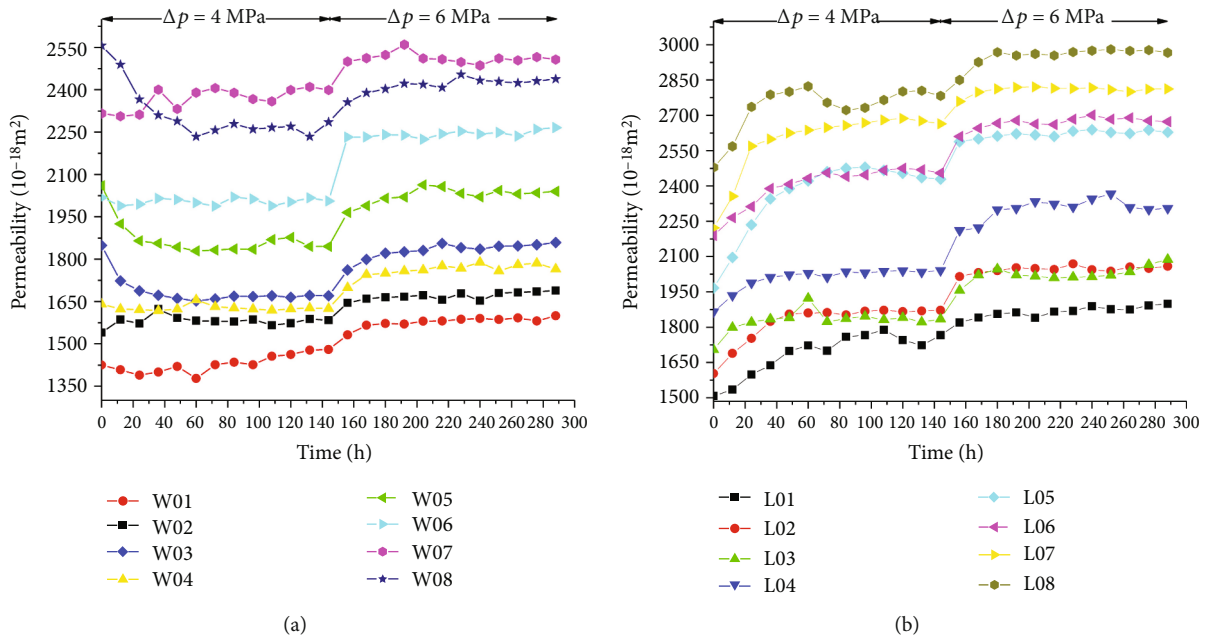 Δp = 4 MPa
Δp = 6 MPa
2550
2400
2250
2100
1950
1800
1650
1500
1350
Permeability (10⁻¹⁸m²)
0 20 40 60 80 100 120 140 160 180 200 220 240 260 280 300
Time (h)
W01
W02
W03
W04
W05
W06
W07
W08
(a)
Δp = 4 MPa
Δp = 6 MPa
3000
2850
2700
2550
2400
2250
2100
1950
1800
1650
1500
Permeability (10⁻¹⁸m²)
0 20 40 60 80 100 120 140 160 180 200 220 240 260 280 300
Time (h)
L01
L02
L03
L04
L05
L06
L07
L08
(b)